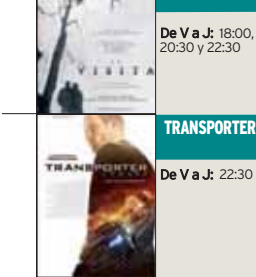 De V a J: 18:00,
20:30 y 22:30
VISITA
TRANSPORTER
De V a J: 22:30
TRANSPORTER